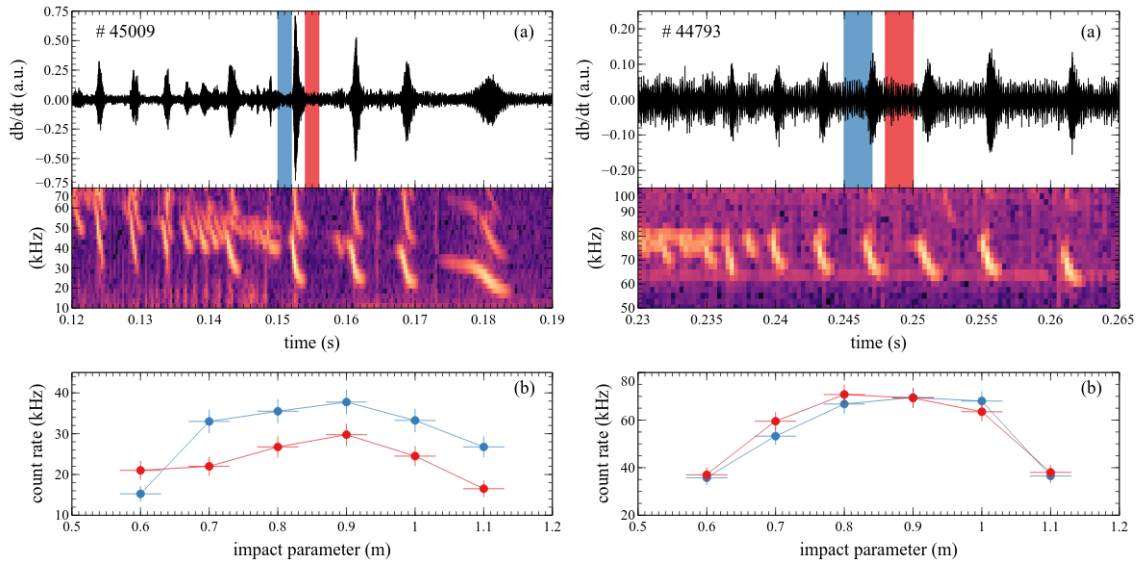 # 45009 (a)
db/dt (a.u.)
0.75
0.50
0.25
0.00
−0.25
−0.50
−0.75
(kHz)
70
60
50
40
30
20
10
0.12 0.13 0.14 0.15 0.16 0.17 0.18 0.19
time (s)
(b)
count rate (kHz)
40
30
20
10
0.5 0.6 0.7 0.8 0.9 1 1.1 1.2
impact parameter (m)
# 44793 (a)
db/dt (a.u.)
0.20
0.10
0.00
−0.10
−0.20
(kHz)
100
90
80
70
60
50
0.23 0.235 0.24 0.245 0.25 0.255 0.26 0.265
time (s)
(b)
count rate (kHz)
80
60
40
20
0.5 0.6 0.7 0.8 0.9 1 1.1 1.2
impact parameter (m)